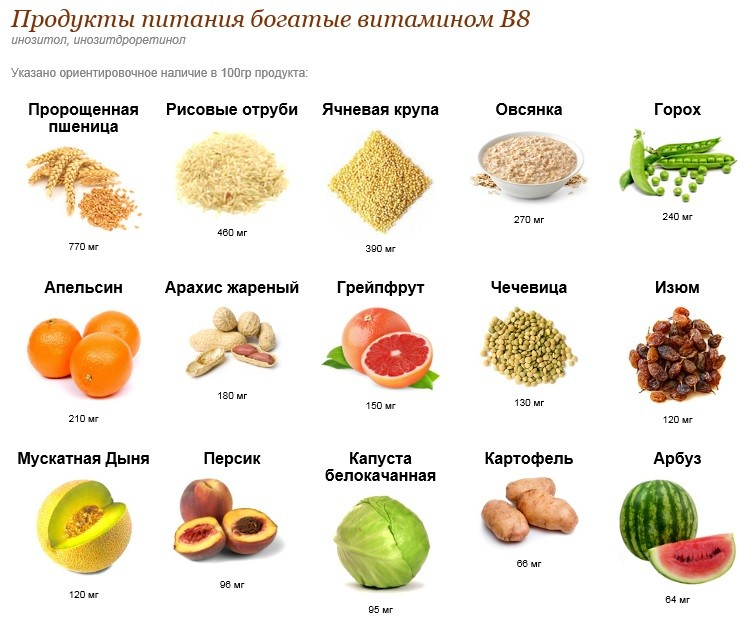 Продукты питания богатые витамином B8
инозитол, инозитдроретинол
Указано ориентировочное наличие в 100гр продукта:
Пророщенная
пшеница
770 мг
Рисовые отруби
460 мг
Ячневая крупа
390 мг
Овсянка
270 мг
Горох
240 мг
Апельсин
210 мг
Арахис жареный
180 мг
Грейпфрут
150 мг
Чечевица
130 мг
Изюм
120 мг
Мускатная Дыня
120 мг
Персик
96 мг
Капуста
белокачанная
95 мг
Картофель
66 мг
Арбуз
64 мг